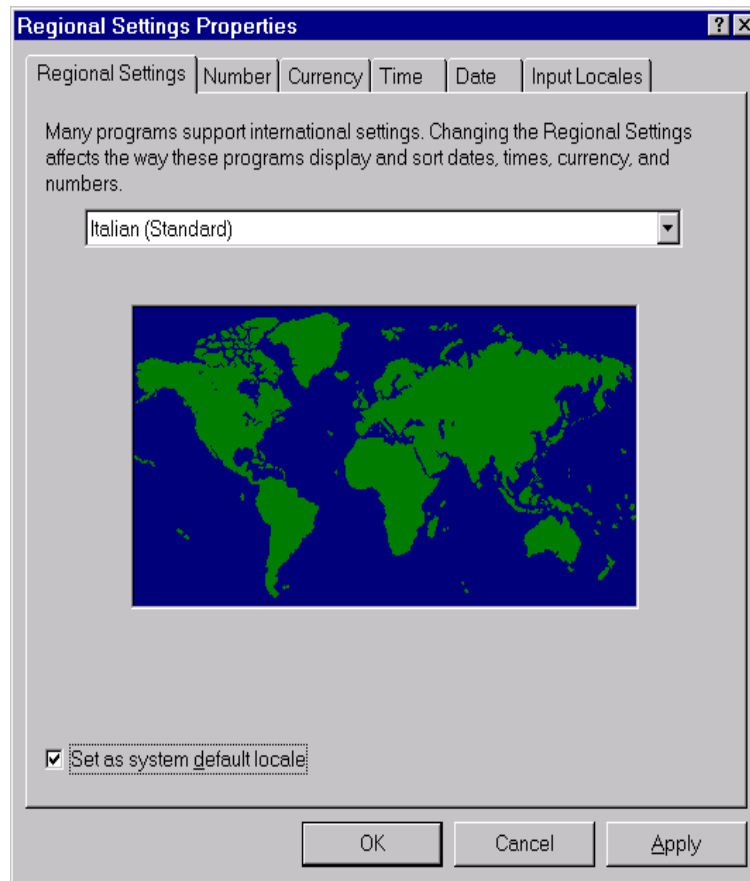 Regional Settings Properties
Regional Settings Number Currency Time Date Input Locales
Many programs support international settings. Changing the Regional Settings
affects the way these programs display and sort dates, times, currency, and
numbers.
Italian (Standard)
Set as system default locale
OK Cancel Apply